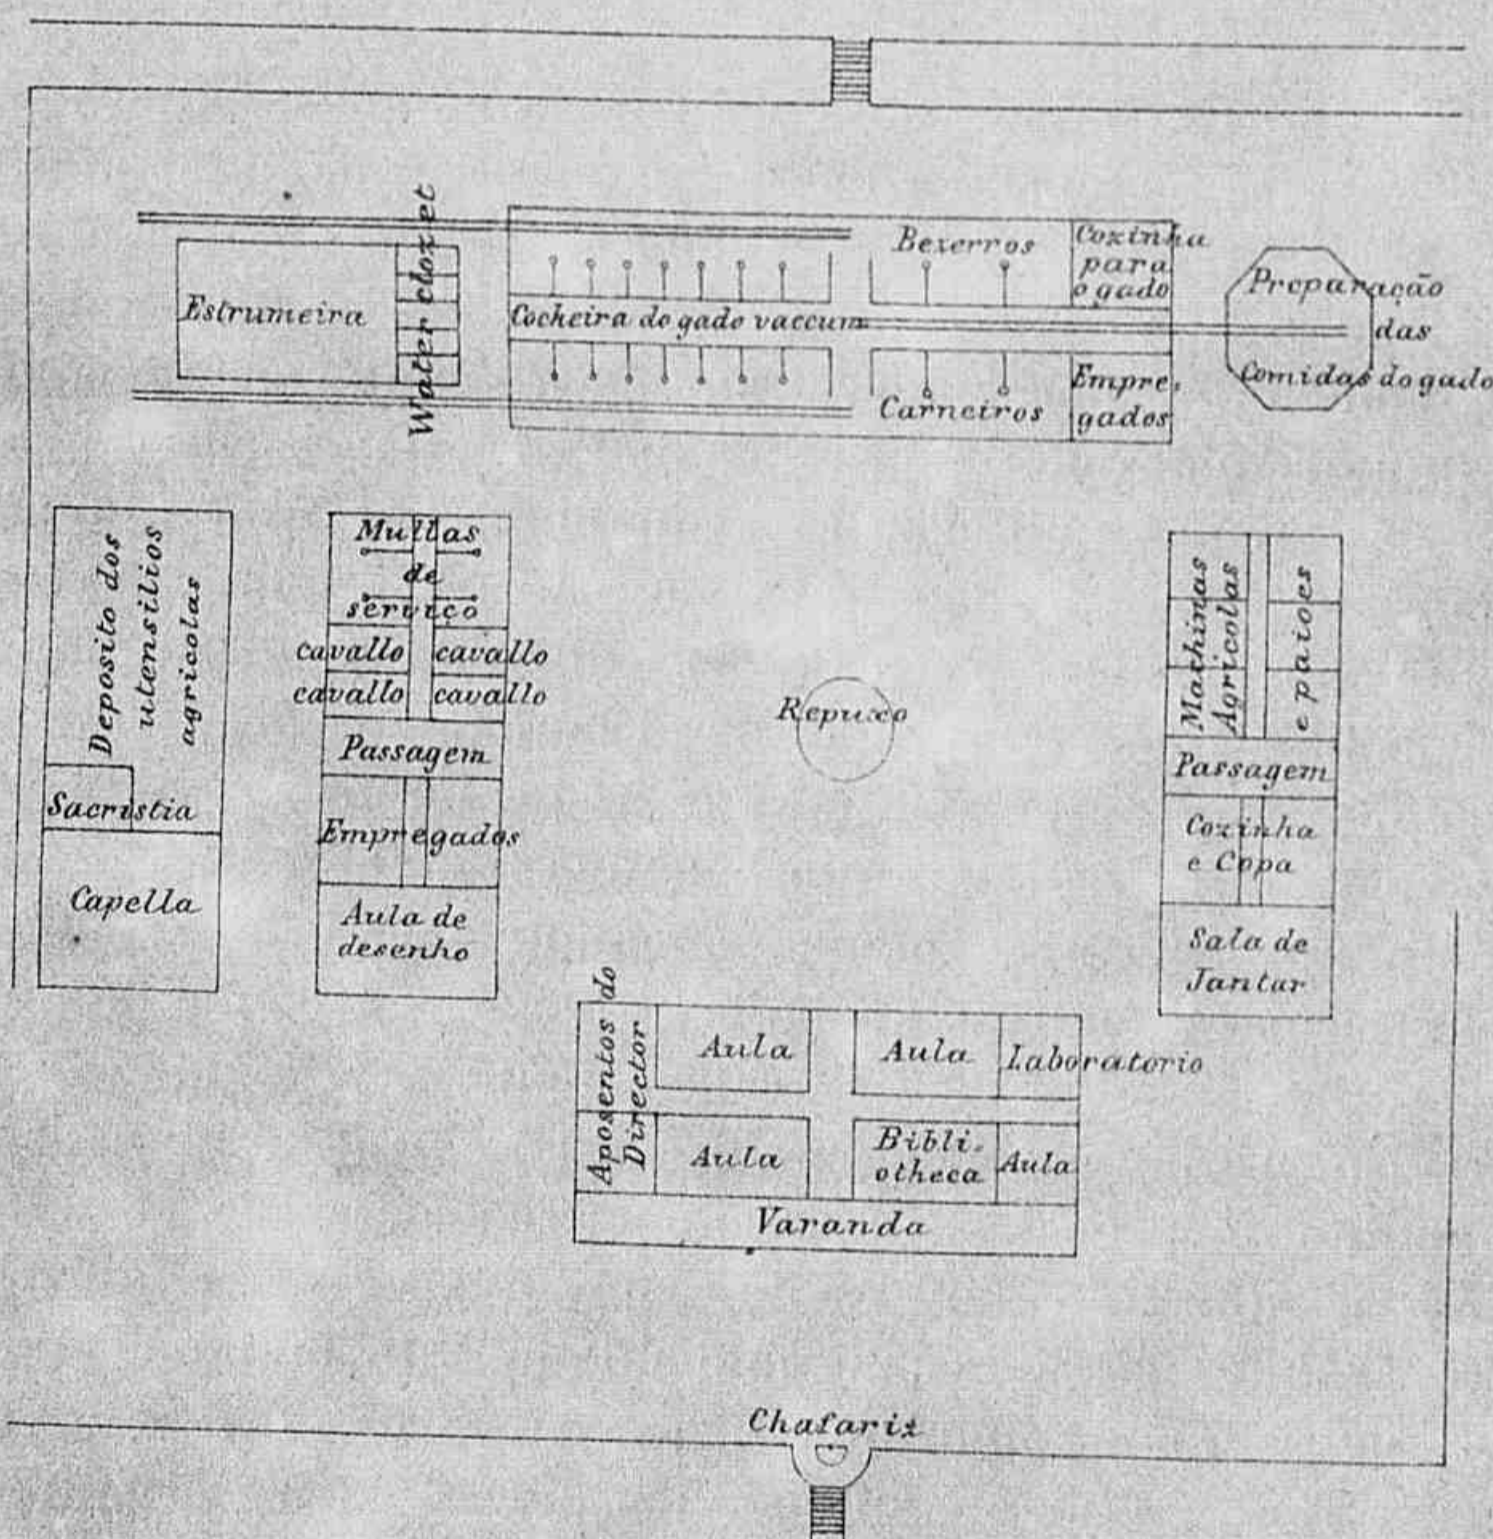 Water clozet
Estrumeira
Bexerros
Cozinha
para
o gado
Cocheira do gado vaccum
Carneiros
Empre-
gados
Preparação
das
Comidas do gado
Deposito dos
utensilios
agricolas
Sacristia
Capella
Mullas
de
serviço
cavallo cavallo
cavallo cavallo
Passagem
Empregados
Aula de
desenho
Repuxo
Machinas
Agricolas
e paioes
Passagem
Cozinha
e Copa
Sala de
Jantar
Aposentos do
Director
Aula
Aula
Laboratorio
Aula
Bibli-
otheca
Aula
Varanda
Chafariz